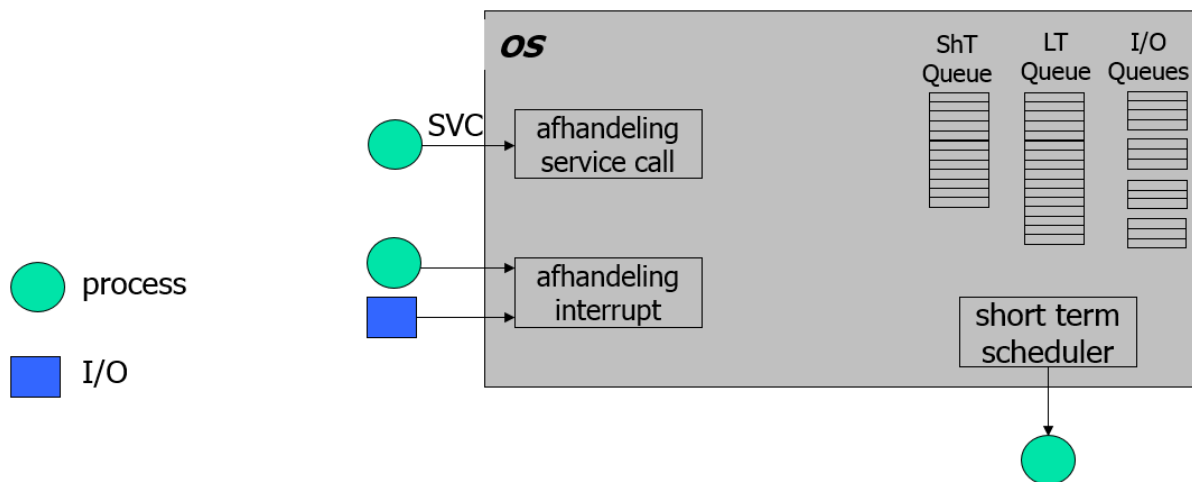 OS
ShT
Queue
LT
Queue
I/O
Queues
SVC
afhandeling
service call
process
afhandeling
interrupt
I/O
short term
scheduler